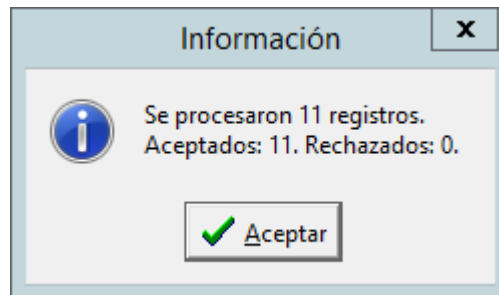 Información
x
Se procesaron 11 registros.
Aceptados: 11. Rechazados: 0.
Aceptar